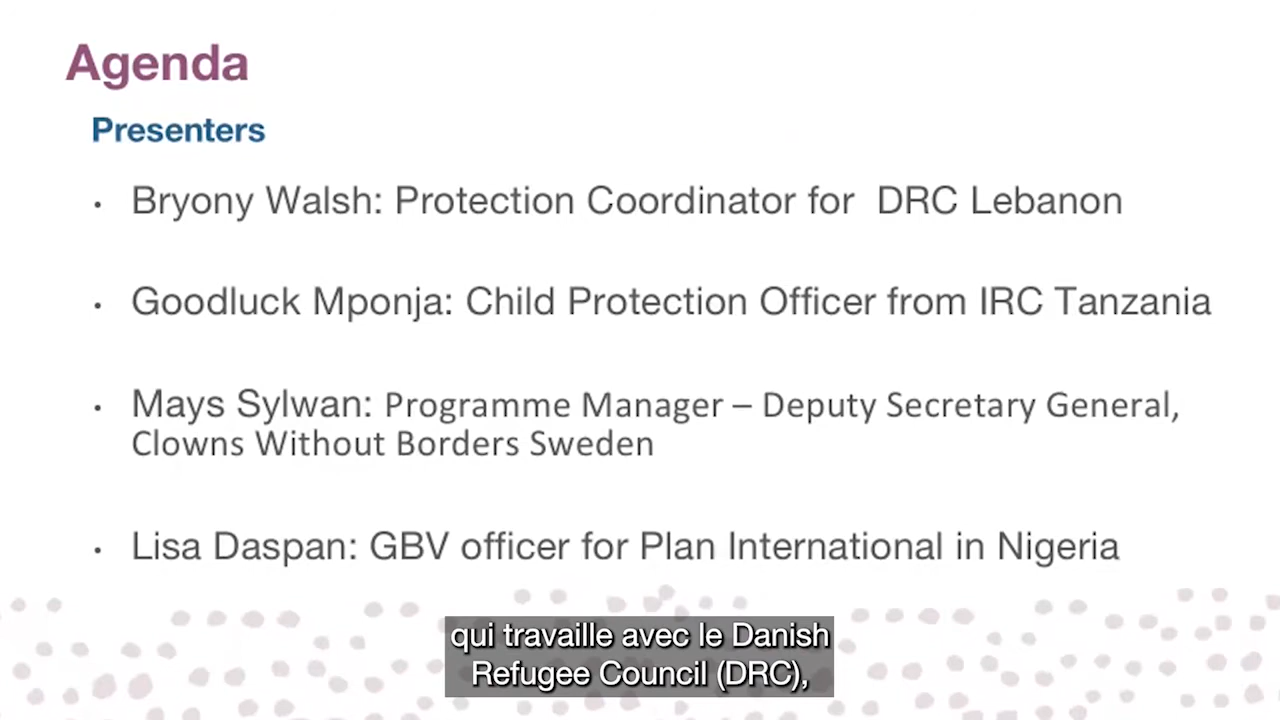 Agenda
Presenters
• Bryony Walsh: Protection Coordinator for DRC Lebanon
• Goodluck Mponja: Child Protection Officer from IRC Tanzania
• Mays Sylwan: Programme Manager – Deputy Secretary General,
Clowns Without Borders Sweden
• Lisa Daspan: GBV officer for Plan International in Nigeria
qui travaille avec le Danish
Refugee Council (DRC),